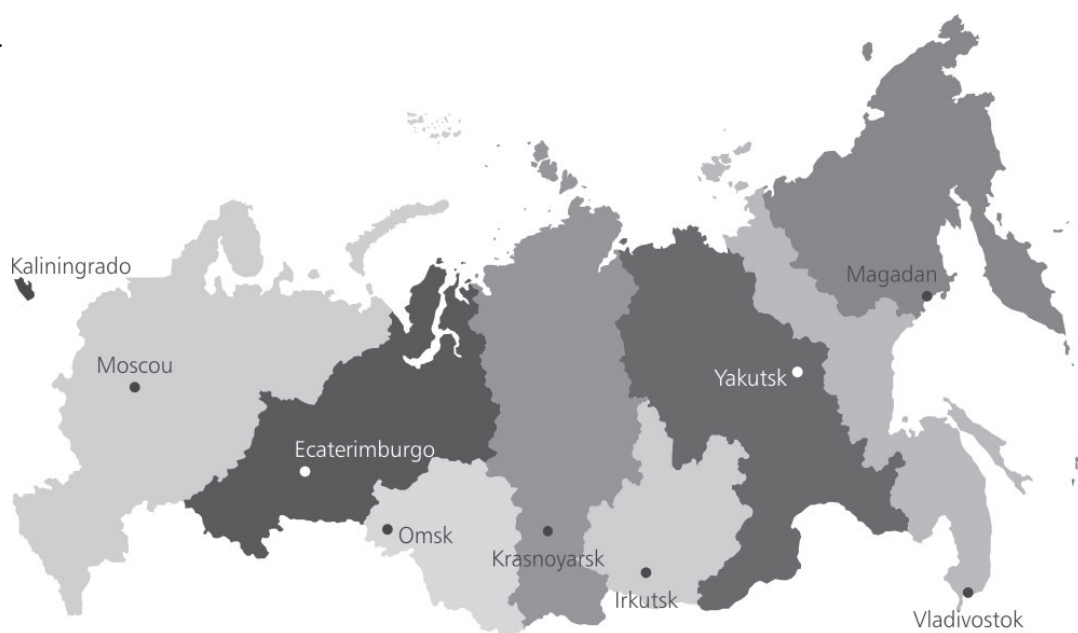 Kaliningrado
Moscou
Ecaterimburgo
Omsk
Krasnoyarsk
Irkutsk
Yakutsk
Magadan
Vladivostok